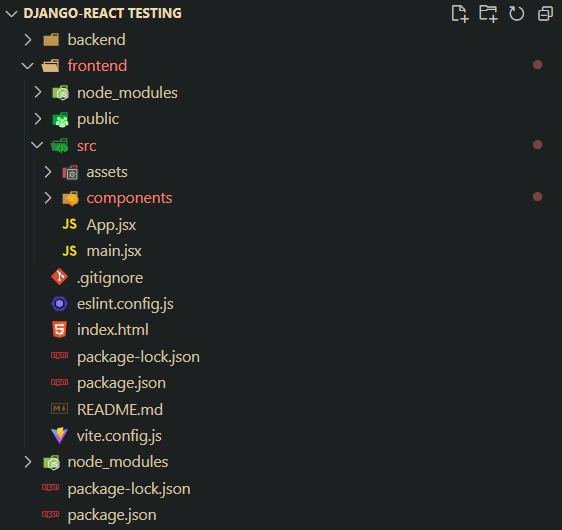 DJANGO-REACT TESTING
backend
frontend
node_modules
public
src
assets
components
JS App.jsx
JS main.jsx
.gitignore
eslint.config.js
index.html
package-lock.json
package.json
README.md
vite.config.js
node_modules
package-lock.json
package.json